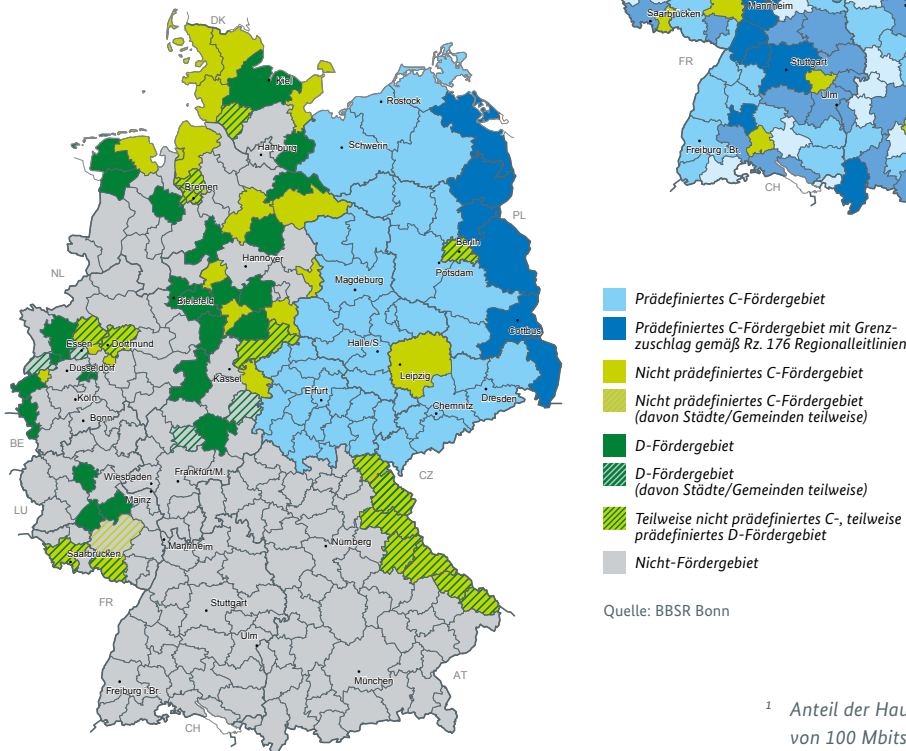 DK
Kiel
Rostock
Hamburg
Schwerin
Bremen
PL
Berlin
Hannover
Potsdam
NL
Magdeburg
Bielefeld
Cottbus
Essen
Dortmund
Halle/S.
Düsseldorf
Leipzig
Kassel
Köln
Erfurt
Dresden
Chemnitz
Bonn
BE
CZ
Wiesbaden
Frankfurt/M.
Mainz
LU
Saarbrücken
Mannheim
Nürnberg
FR
Stuttgart
Ulm
München
AT
Freiburg i.Br.
CH
Mannheim
Saarbrücken
FR
Stuttgart
Ulm
Freiburg i.Br.
CH
Prädefiniertes C-Fördergebiet
Prädefiniertes C-Fördergebiet mit Grenz-
zuschlag gemäß Rz. 176 Regionalleitlinien
Nicht prädefiniertes C-Fördergebiet
Nicht prädefiniertes C-Fördergebiet
(davon Städte/Gemeinden teilweise)
D-Fördergebiet
D-Fördergebiet
(davon Städte/Gemeinden teilweise)
Teilweise nicht prädefiniertes C-, teilweise
prädefiniertes D-Fördergebiet
Nicht-Fördergebiet
Quelle: BBSR Bonn
1 Anteil der Hau
von 100 Mbits